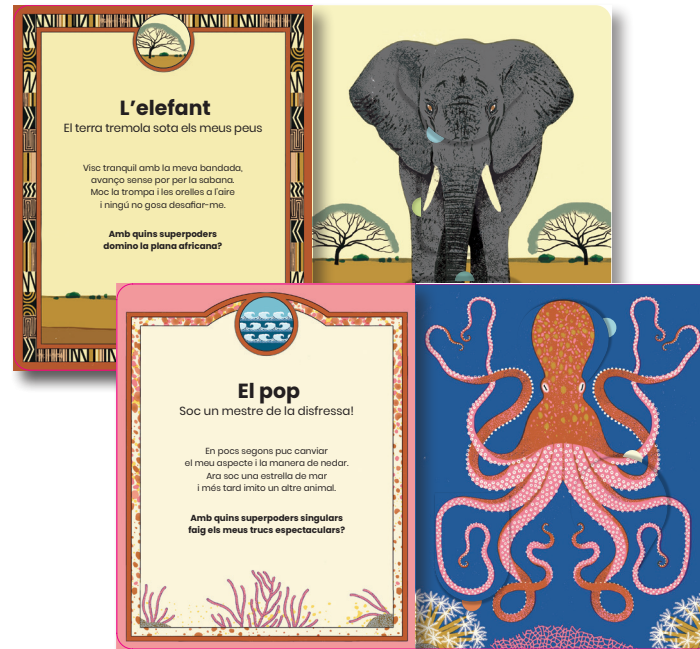 L’elefant
El terra tremola sota els meus peus
Visc tranquil amb la meva bandada,
avanço sense por per la sabana.
Moc la trompa i les orelles a l’aire
i ningú no gosa desafiar-me.
Amb quins superpoders
domino la plana africana?
El pop
Soc un mestre de la disfressa!
En pocs segons puc canviar
el meu aspecte i la manera de nedar.
Ara soc una estrella de mar
i més tard imito un altre animal.
Amb quins superpoders singulars
faig els meus trucs espectaculars?